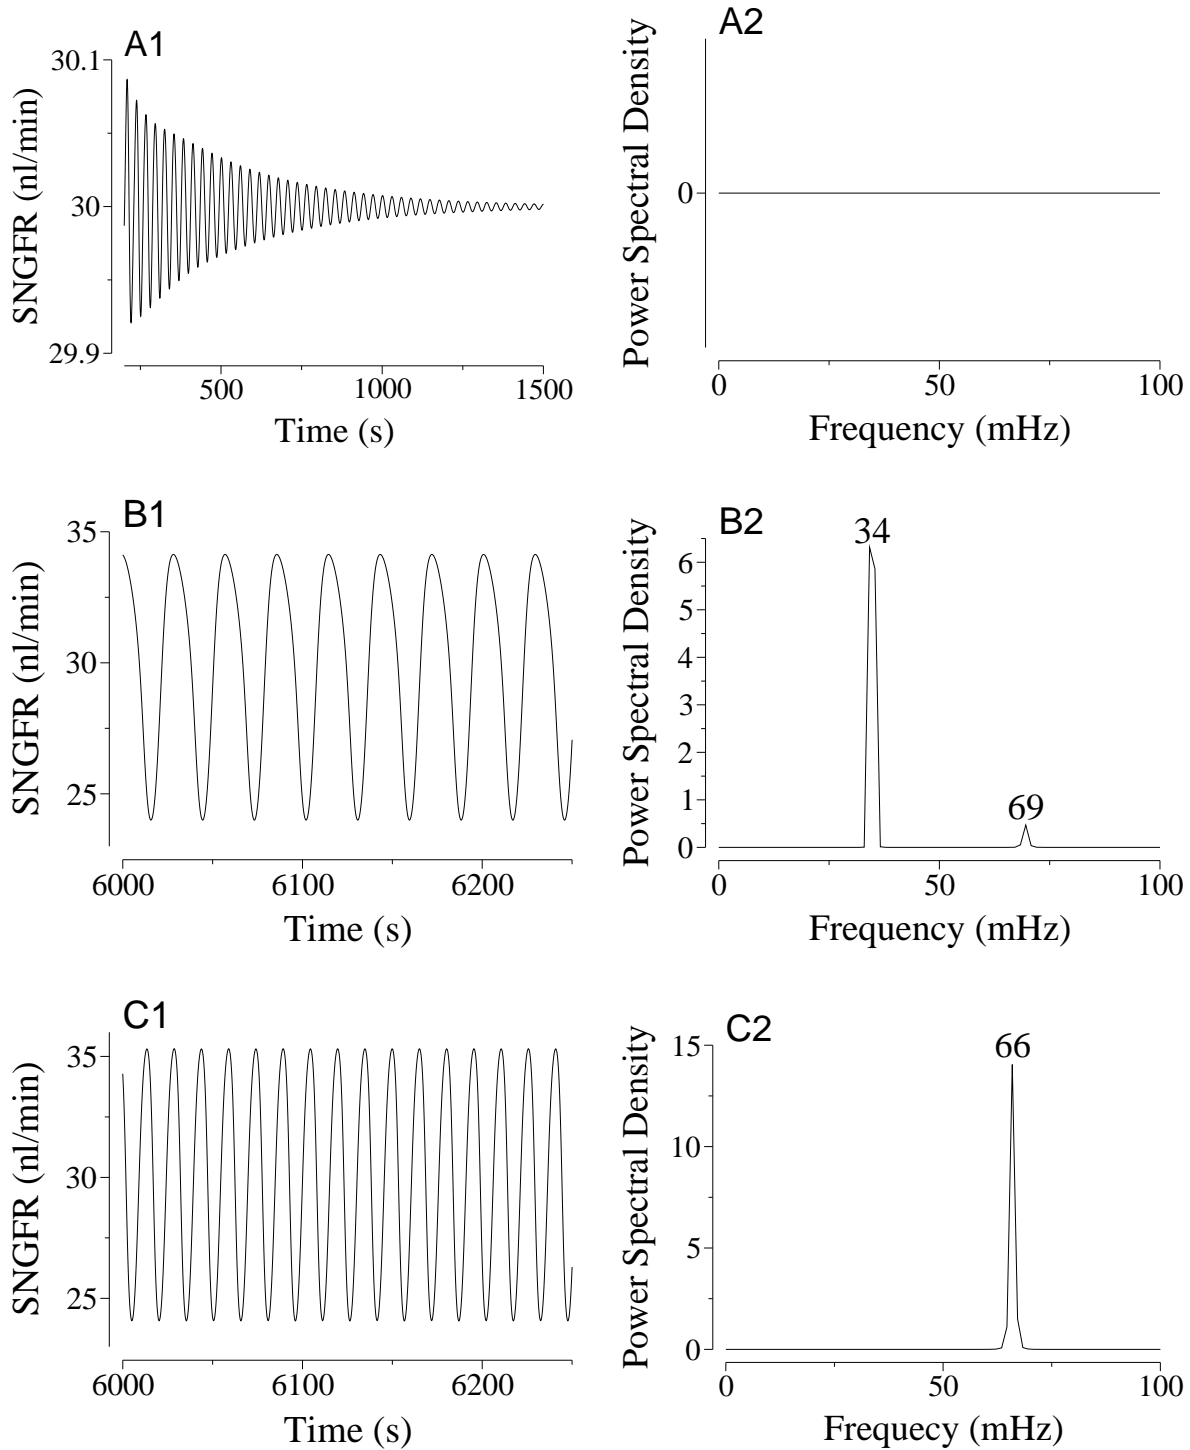 A1
SNGFR (nl/min)
30.1
30
29.9
500
1000
1500
Time (s)
A2
Power Spectral Density
0
0
50
100
Frequency (mHz)
B1
SNGFR (nl/min)
35
30
25
6000
6100
6200
Time (s)
B2
Power Spectral Density
34
69
6
5
4
3
2
1
0
0
50
100
Frequency (mHz)
C1
SNGFR (nl/min)
35
30
25
6000
6100
6200
Time (s)
C2
Power Spectral Density
66
15
10
5
0
0
50
100
Frequecy (mHz)